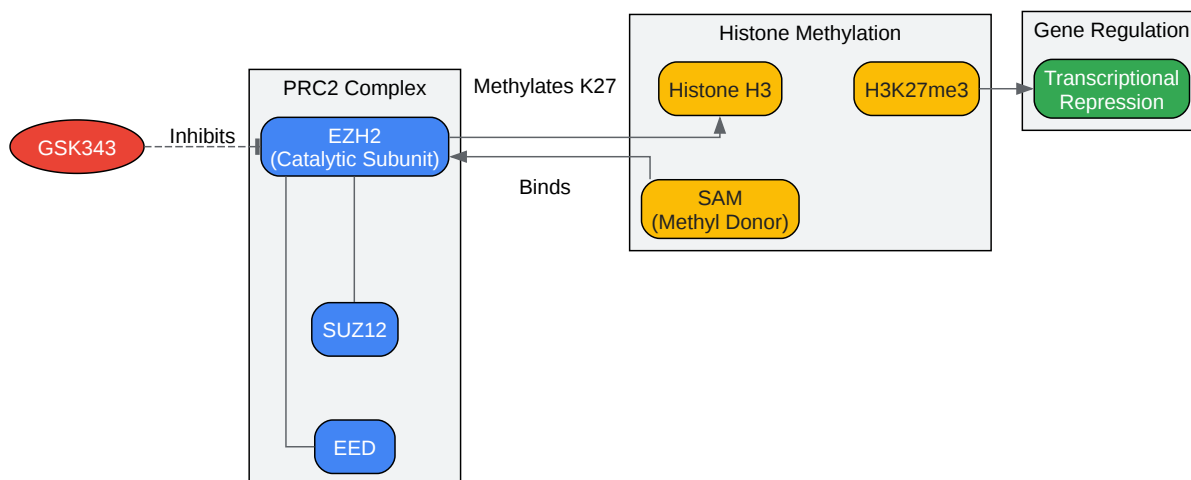 Histone Methylation
Gene Regulation
PRC2 Complex
Methylates K27
Histone H3
H3K27me3
Transcriptional
Repression
GSK343
Inhibits
EZH2
(Catalytic Subunit)
Binds
SAM
(Methyl Donor)
SUZ12
EED